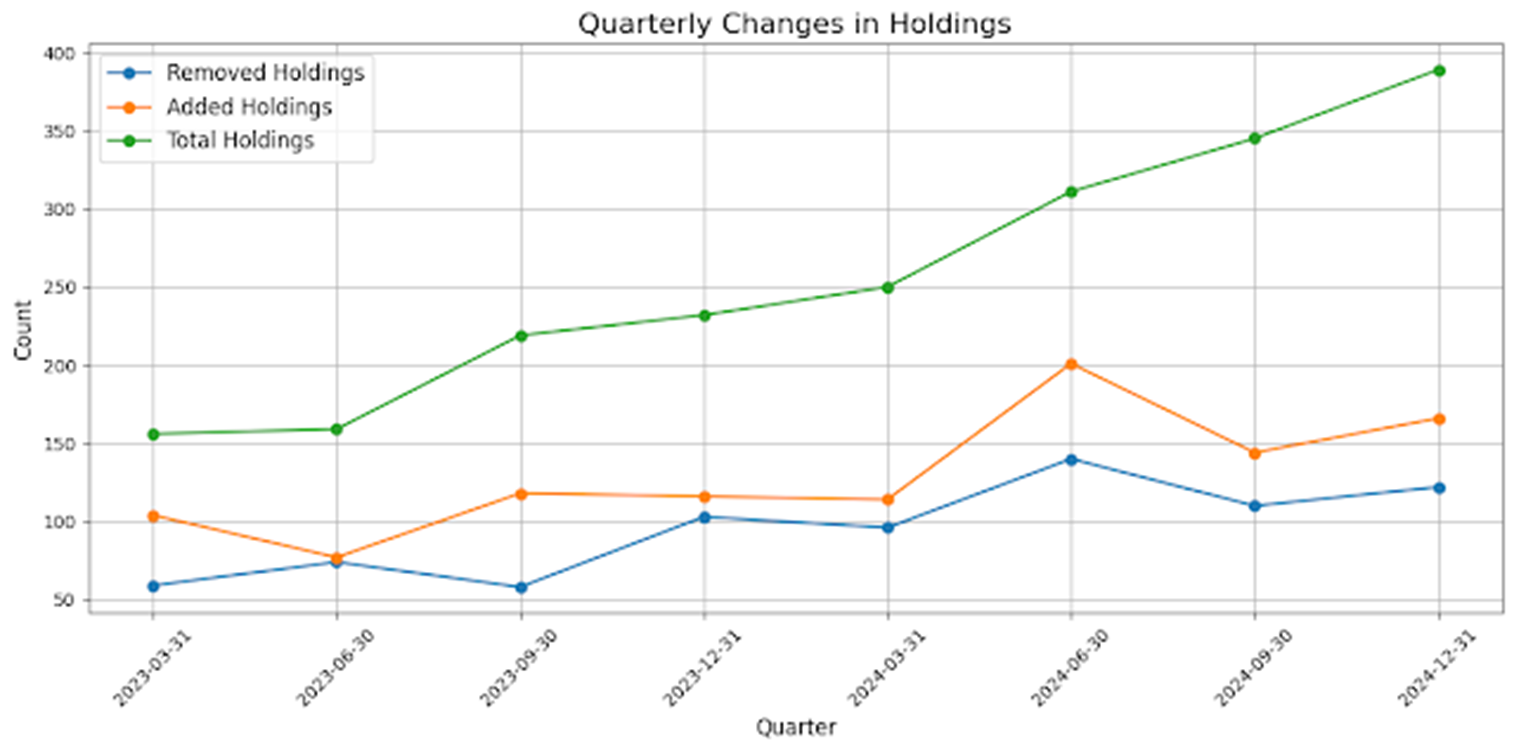 Quarterly Changes in Holdings
Removed Holdings
Added Holdings
Total Holdings
Count
400
350
300
250
200
150
100
50
2023-03-31
2023-06-30
2023-09-30
2023-12-31
2024-03-31
2024-06-30
2024-09-30
2024-12-31
Quarter